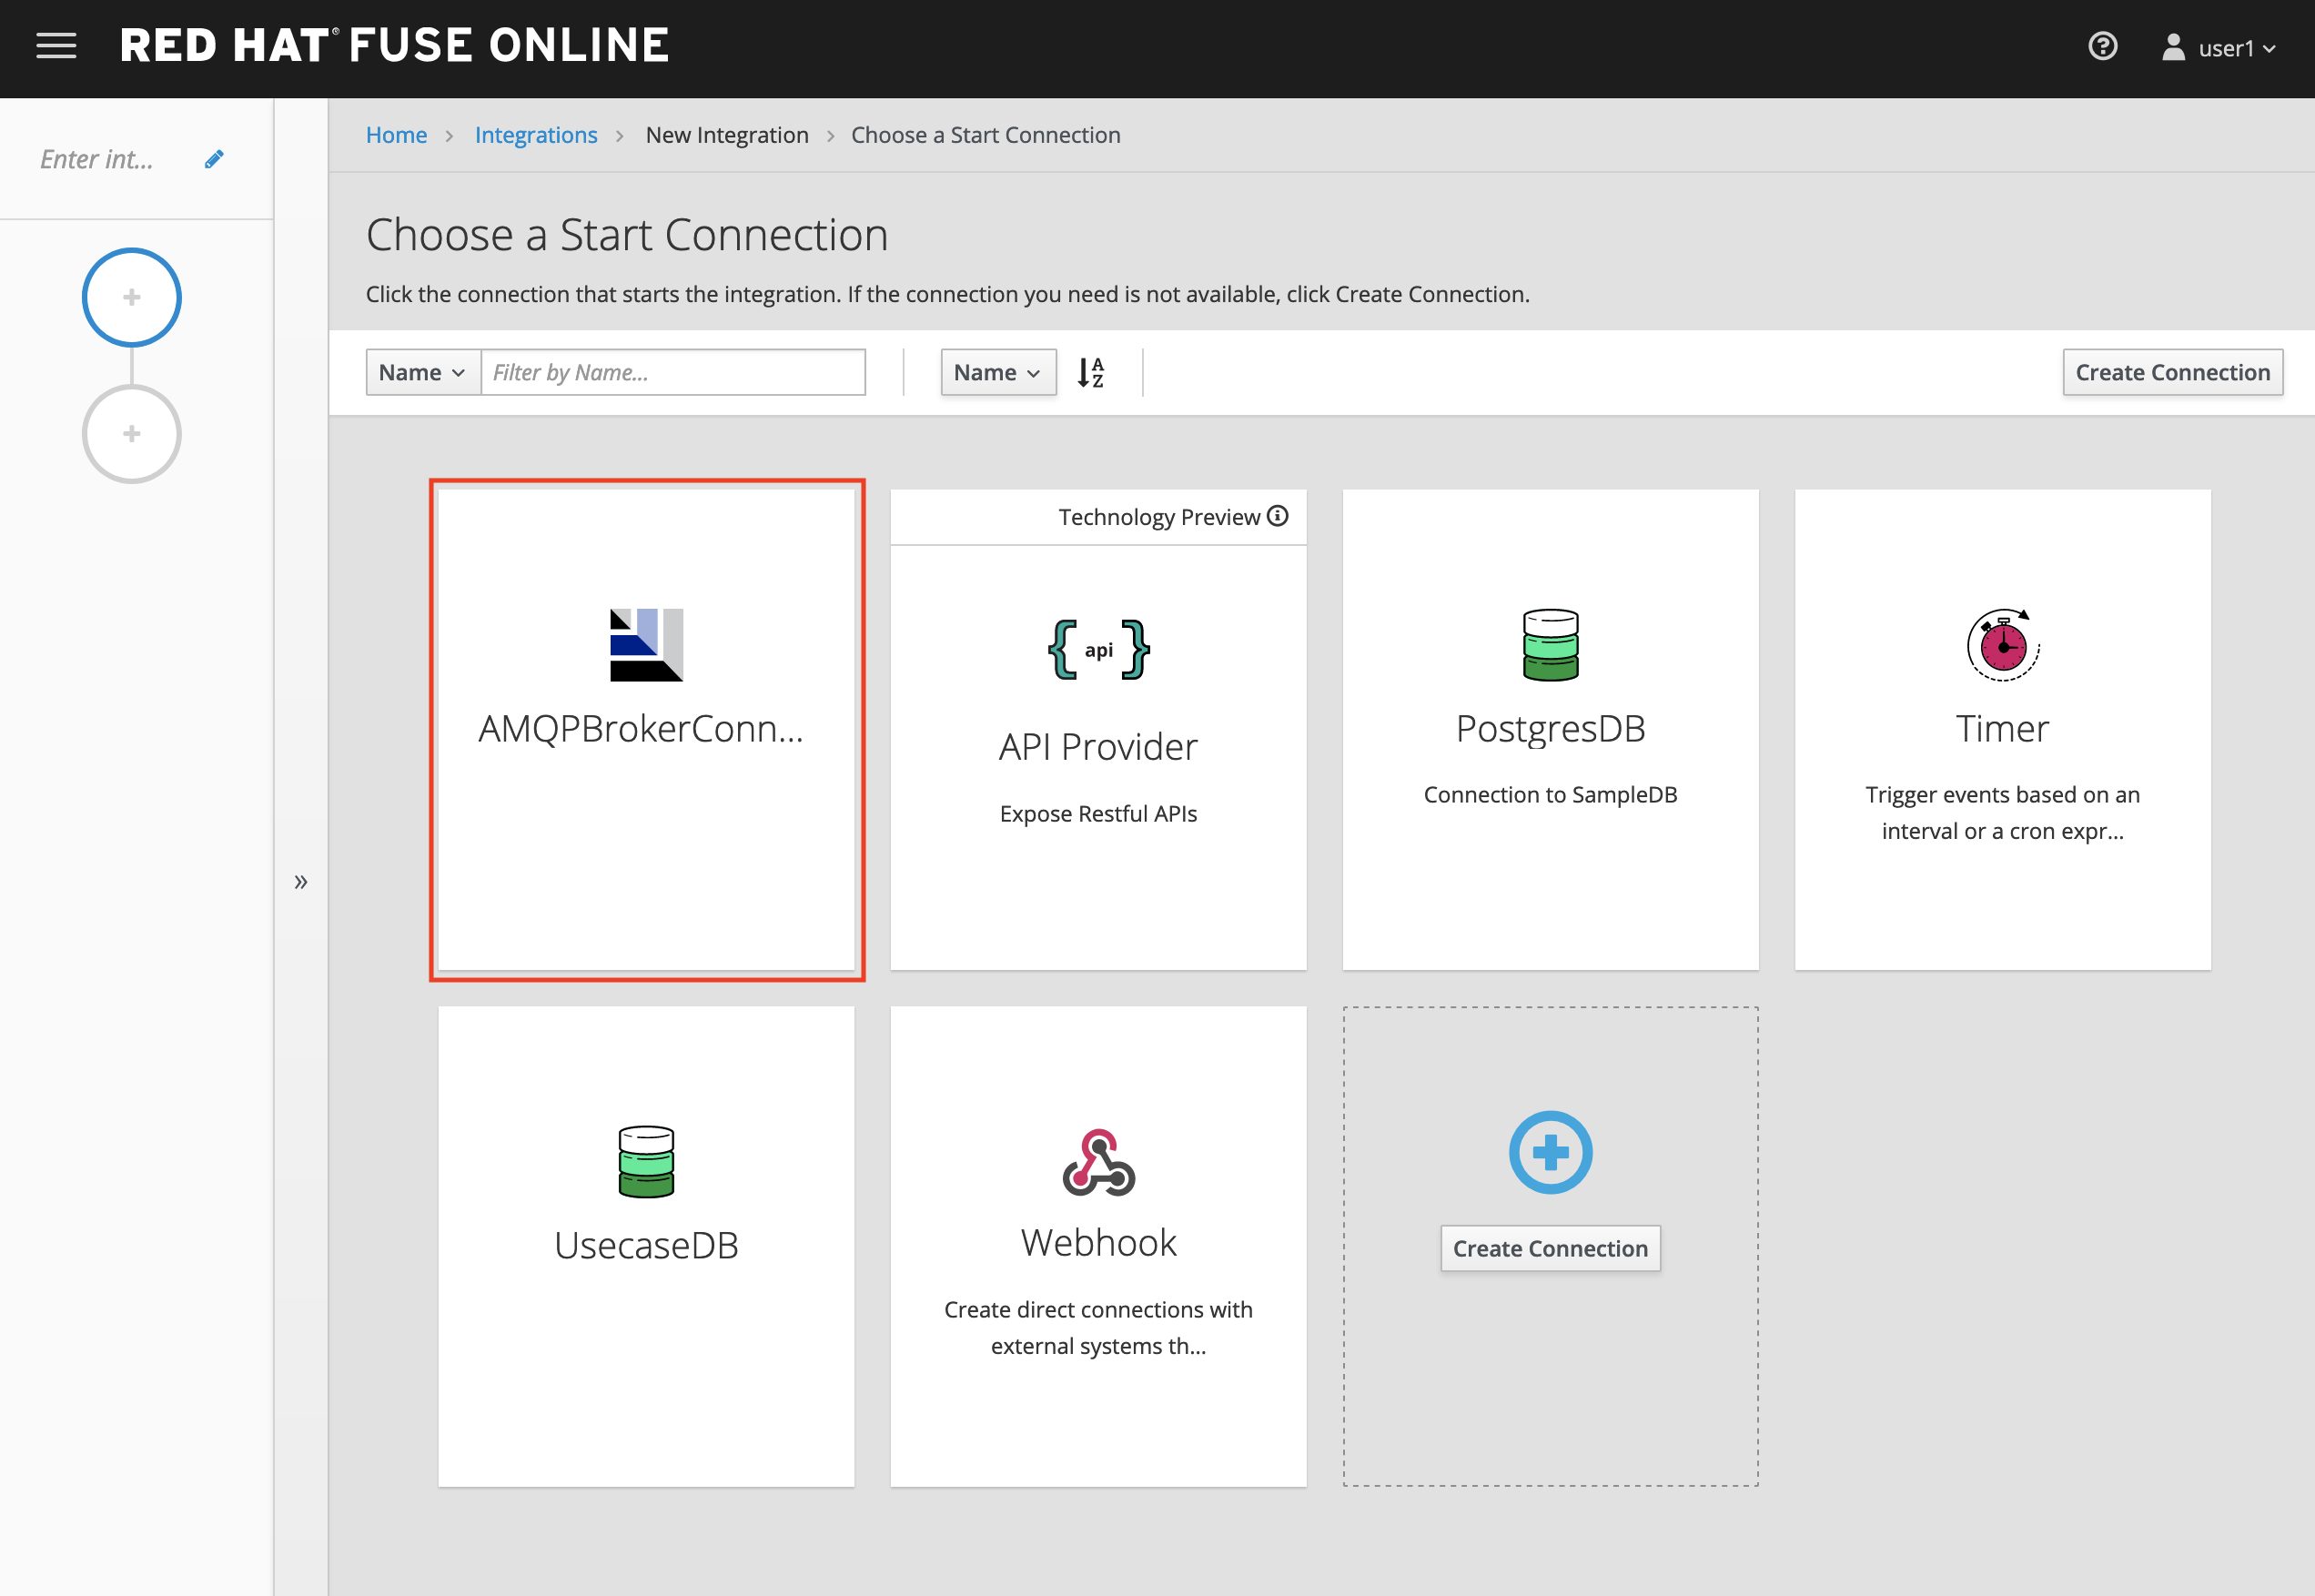 RED HAT® FUSE ONLINE
user1
Enter int...
Home > Integrations > New Integration > Choose a Start Connection
Choose a Start Connection
Click the connection that starts the integration. If the connection you need is not available, click Create Connection.
Name
Filter by Name...
Name
A
Z
Create Connection
AMQPBrokerConn...
Technology Preview
api
API Provider
Expose Restful APIs
PostgresDB
Connection to SampleDB
Timer
Trigger events based on an
interval or a cron expr...
»
UsecaseDB
Webhook
Create direct connections with
external systems th...
Create Connection